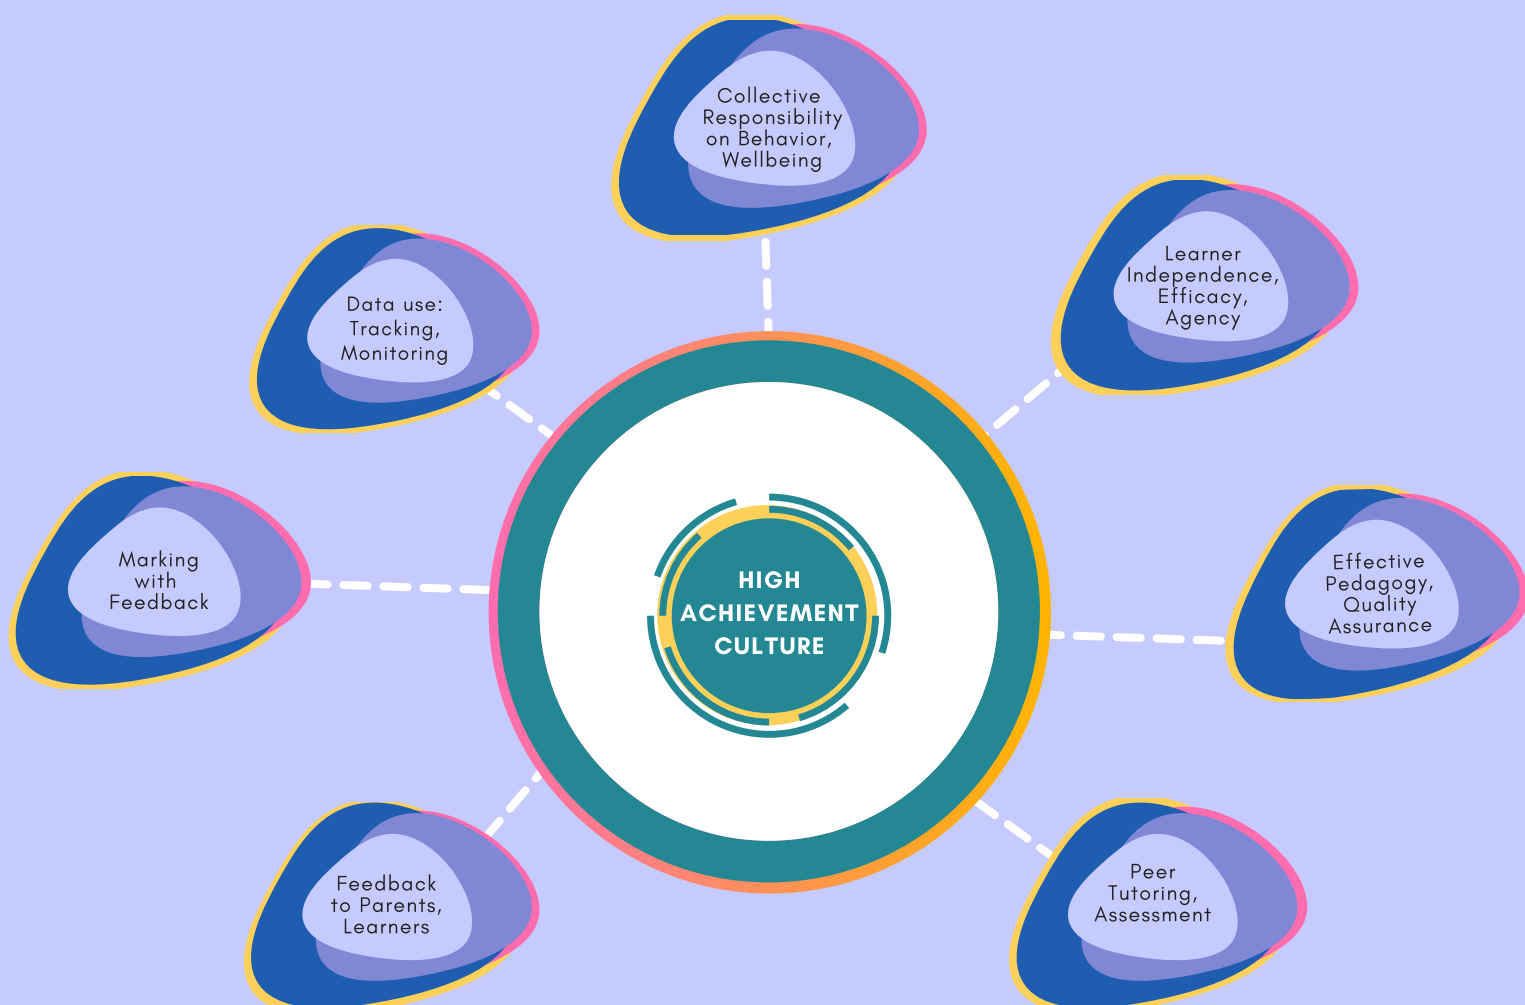 Collective
Responsibility
on Behavior,
Wellbeing
Learner
Independence,
Efficacy,
Agency
Data use:
Tracking,
Monitoring
Marking
with
Feedback
HIGH
ACHIEVEMENT
CULTURE
Effective
Pedagogy,
Quality
Assurance
Feedback
to Parents,
Learners
Peer
Tutoring,
Assessment